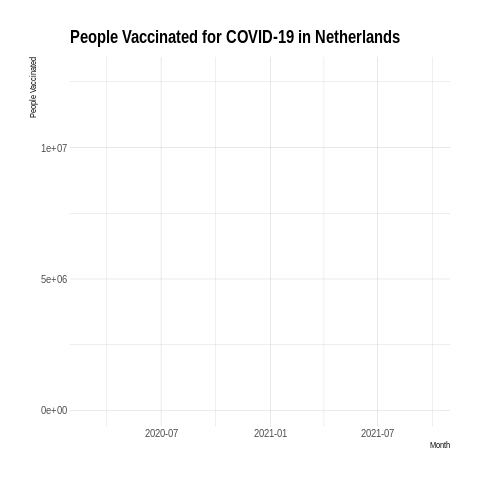 People Vaccinated for COVID-19 in Netherlands
People Vaccinated
1e+07
5e+06
0e+00
2020-07 2021-01 2021-07
Month